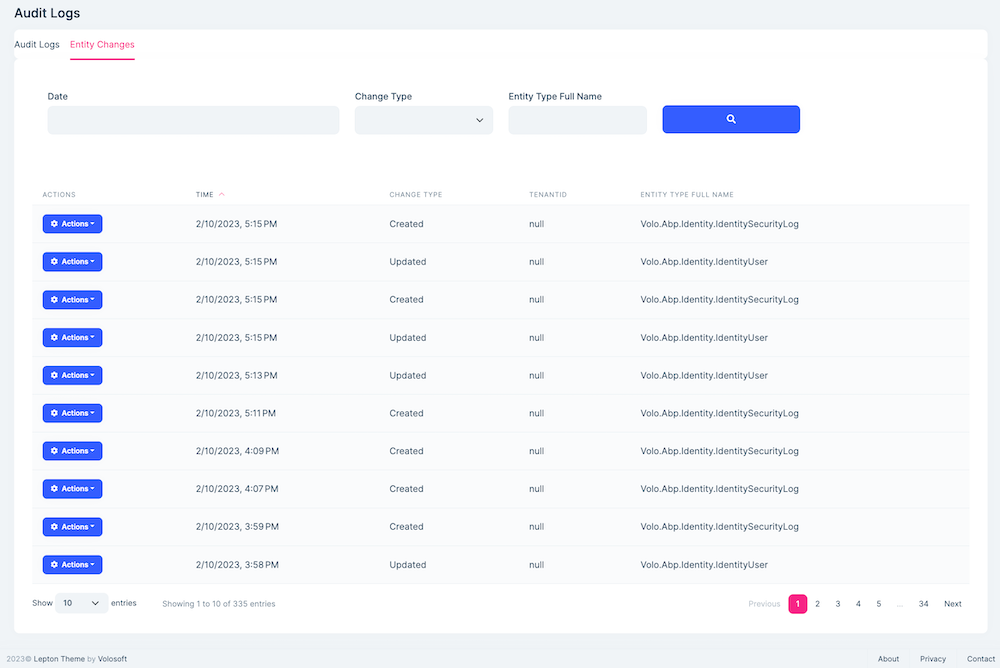 Audit Logs
Audit Logs Entity Changes
Date Change Type Entity Type Full Name
ACTIONS TIME CHANGE TYPE TENANTID ENTITY TYPE FULL NAME
Actions 2/10/2023, 5:15 PM Created null Volo.Abp.Identity.IdentitySecurityLog
Actions 2/10/2023, 5:15 PM Updated null Volo.Abp.Identity.IdentityUser
Actions 2/10/2023, 5:15 PM Created null Volo.Abp.Identity.IdentitySecurityLog
Actions 2/10/2023, 5:15 PM Updated null Volo.Abp.Identity.IdentityUser
Actions 2/10/2023, 5:13 PM Updated null Volo.Abp.Identity.IdentityUser
Actions 2/10/2023, 5:11 PM Created null Volo.Abp.Identity.IdentitySecurityLog
Actions 2/10/2023, 4:09 PM Created null Volo.Abp.Identity.IdentitySecurityLog
Actions 2/10/2023, 4:07 PM Created null Volo.Abp.Identity.IdentitySecurityLog
Actions 2/10/2023, 3:59 PM Created null Volo.Abp.Identity.IdentitySecurityLog
Actions 2/10/2023, 3:58 PM Updated null Volo.Abp.Identity.IdentityUser
Show 10 entries Showing 1 to 10 of 335 entries Previous 1 2 3 4 5 ... 34 Next
2023© Lepton Theme by Volosoft About Privacy Contact